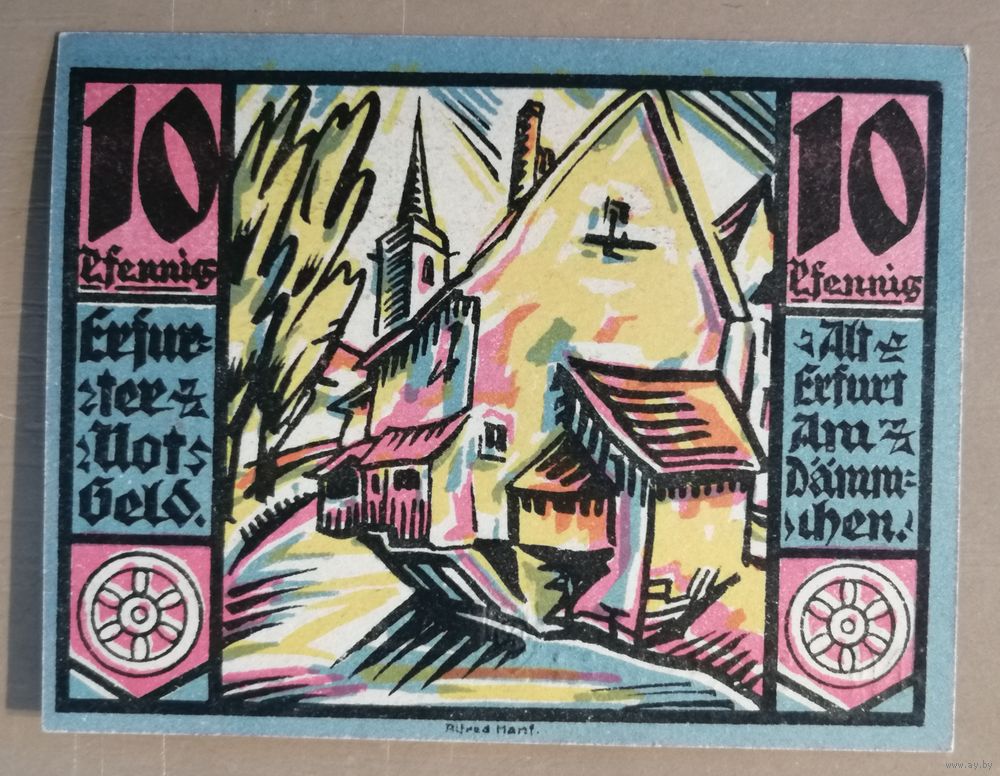 10
Pfennig
Erfur-
ter
Not
Geld.
10
Pfennig
Alt
Erfurt
Am
Dämm-
chen.
Alfred Hanf.
www.ay.by